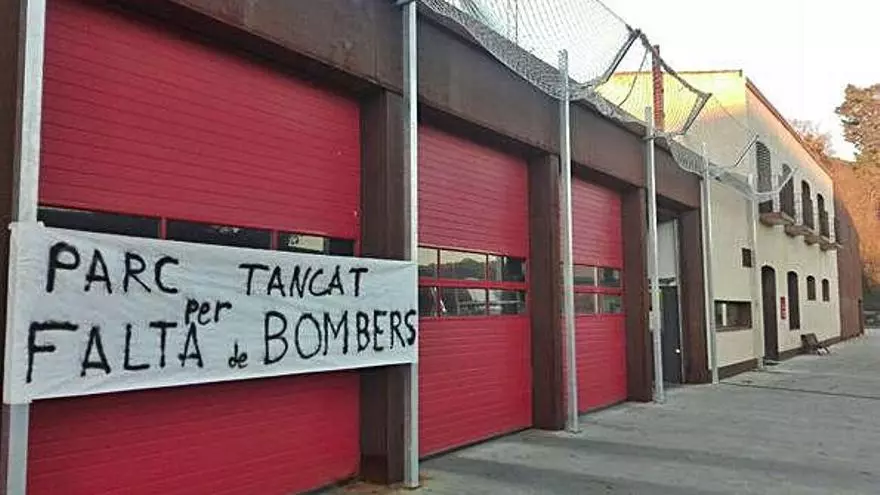 PARC TANCAT
per
FALTA de BOMBERS